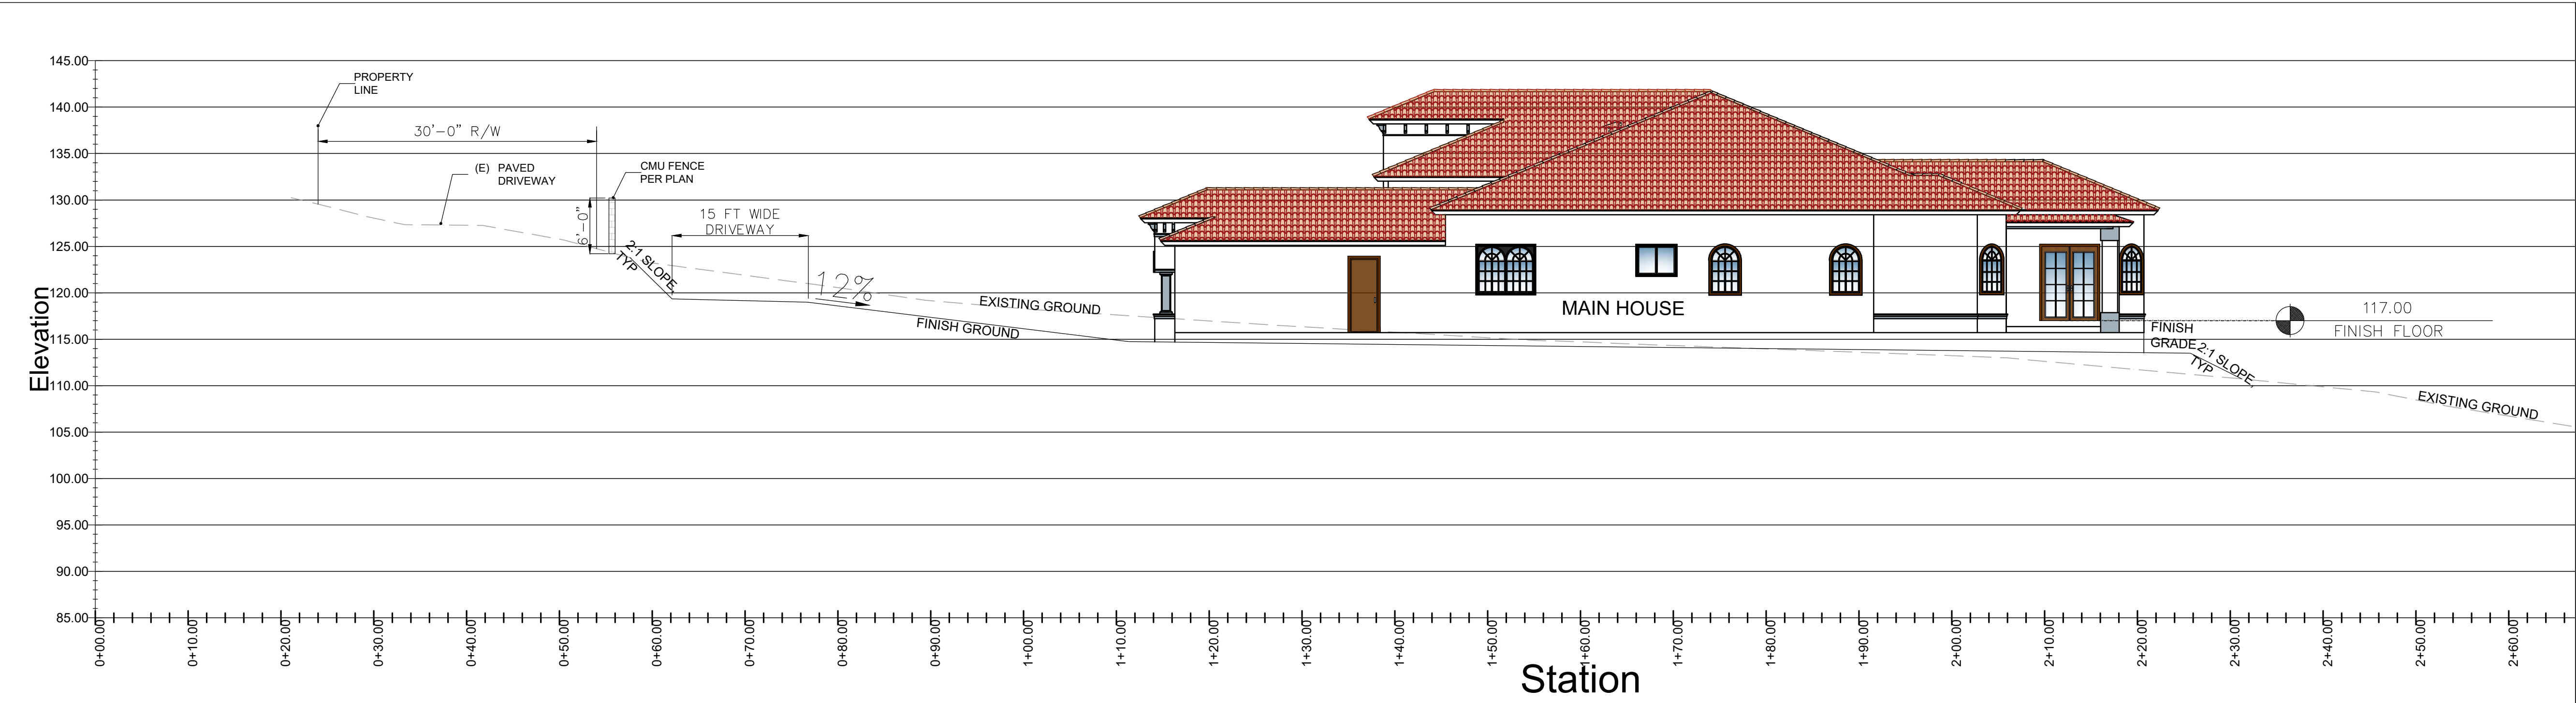 145.00
140.00
135.00
130.00
125.00
120.00
115.00
110.00
105.00
100.00
95.00
90.00
85.00
Elevation
PROPERTY
LINE
30'-0" R/W
(E) PAVED
DRIVEWAY
CMU FENCE
PER PLAN
6'-0"
2:1 SLOPE
TYP
15 FT WIDE
DRIVEWAY
12%
EXISTING GROUND
FINISH GROUND
MAIN HOUSE
117.00
FINISH FLOOR
FINISH
GRADE
2:1 SLOPE
TYP
EXISTING GROUND
0+00.00
0+10.00
0+20.00
0+30.00
0+40.00
0+50.00
0+60.00
0+70.00
0+80.00
0+90.00
1+00.00
1+10.00
1+20.00
1+30.00
1+40.00
1+50.00
1+60.00
1+70.00
1+80.00
1+90.00
2+00.00
2+10.00
2+20.00
2+30.00
2+40.00
2+50.00
2+60.00
Station